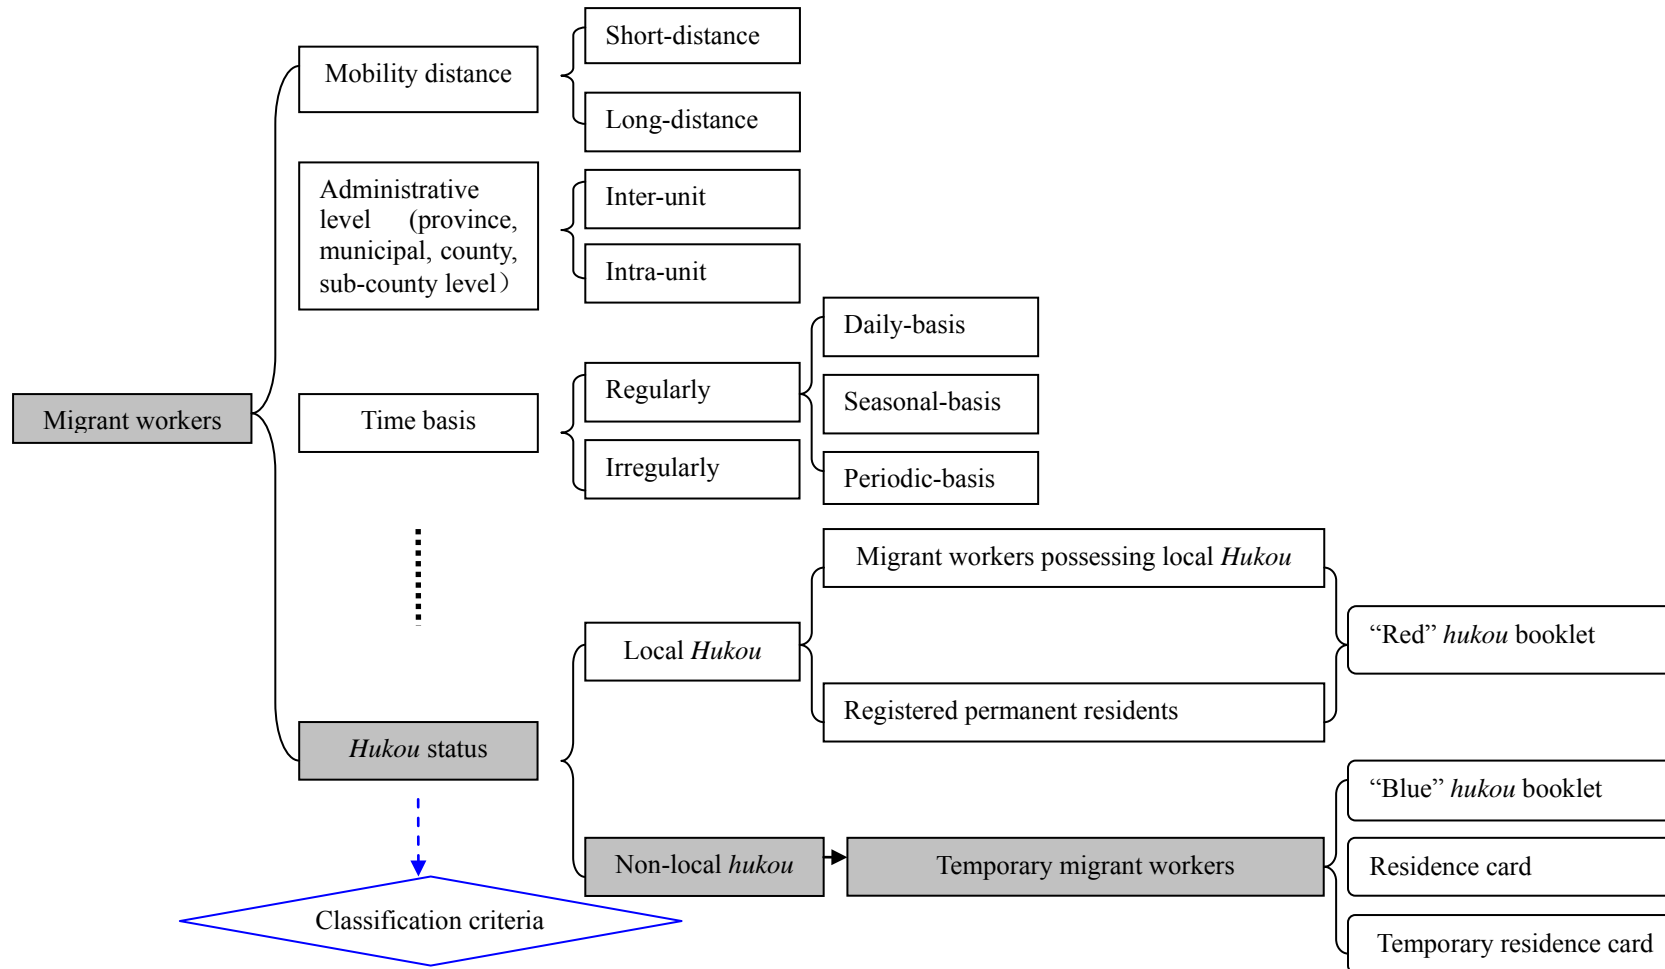 Short-distance
Mobility distance
Long-distance
Administrative
level (province,
municipal, county,
sub-county level）
Inter-unit
Intra-unit
Daily-basis
Regularly
Seasonal-basis
Migrant workers
Time basis
Irregularly
Periodic-basis
Migrant workers possessing local Hukou
“Red” hukou booklet
Local Hukou
Registered permanent residents
Hukou status
“Blue” hukou booklet
Non-local hukou
Temporary migrant workers
Residence card
Classification criteria
Temporary residence card